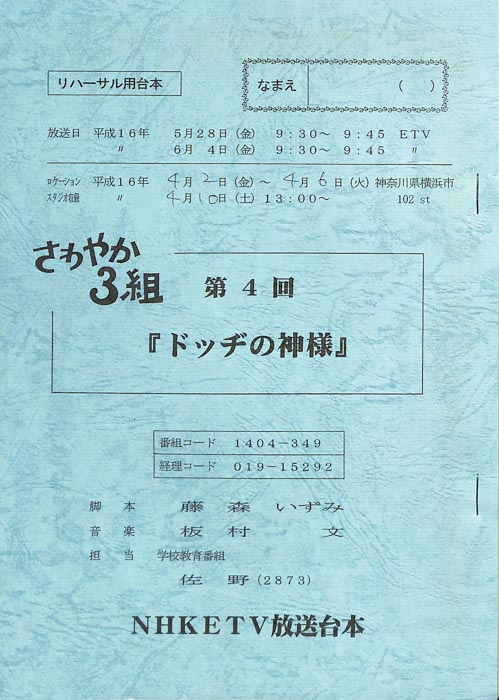 リハーサル用台本
なまえ （　　）
放送日 平成１６年 ５月２８日（金） ９：３０～ ９：４５ ＥＴＶ
〃 ６月 ４日（金） ９：３０～ ９：４５ 〃
ロケーション 平成１６年 4月2日（金）～ 4月6日（火）神奈川県横浜市
スタジオ収録 〃 4月10日（土）１３：００～ 102 st
さわやか
3組
第４回
『ドッヂの神様』
番組コード １４０４－３４９
経理コード ０１９－１５２９２
脚本 藤森いずみ
音楽 板村文
担当 学校教育番組
佐野（２８７３）
ＮＨＫＥＴＶ放送台本